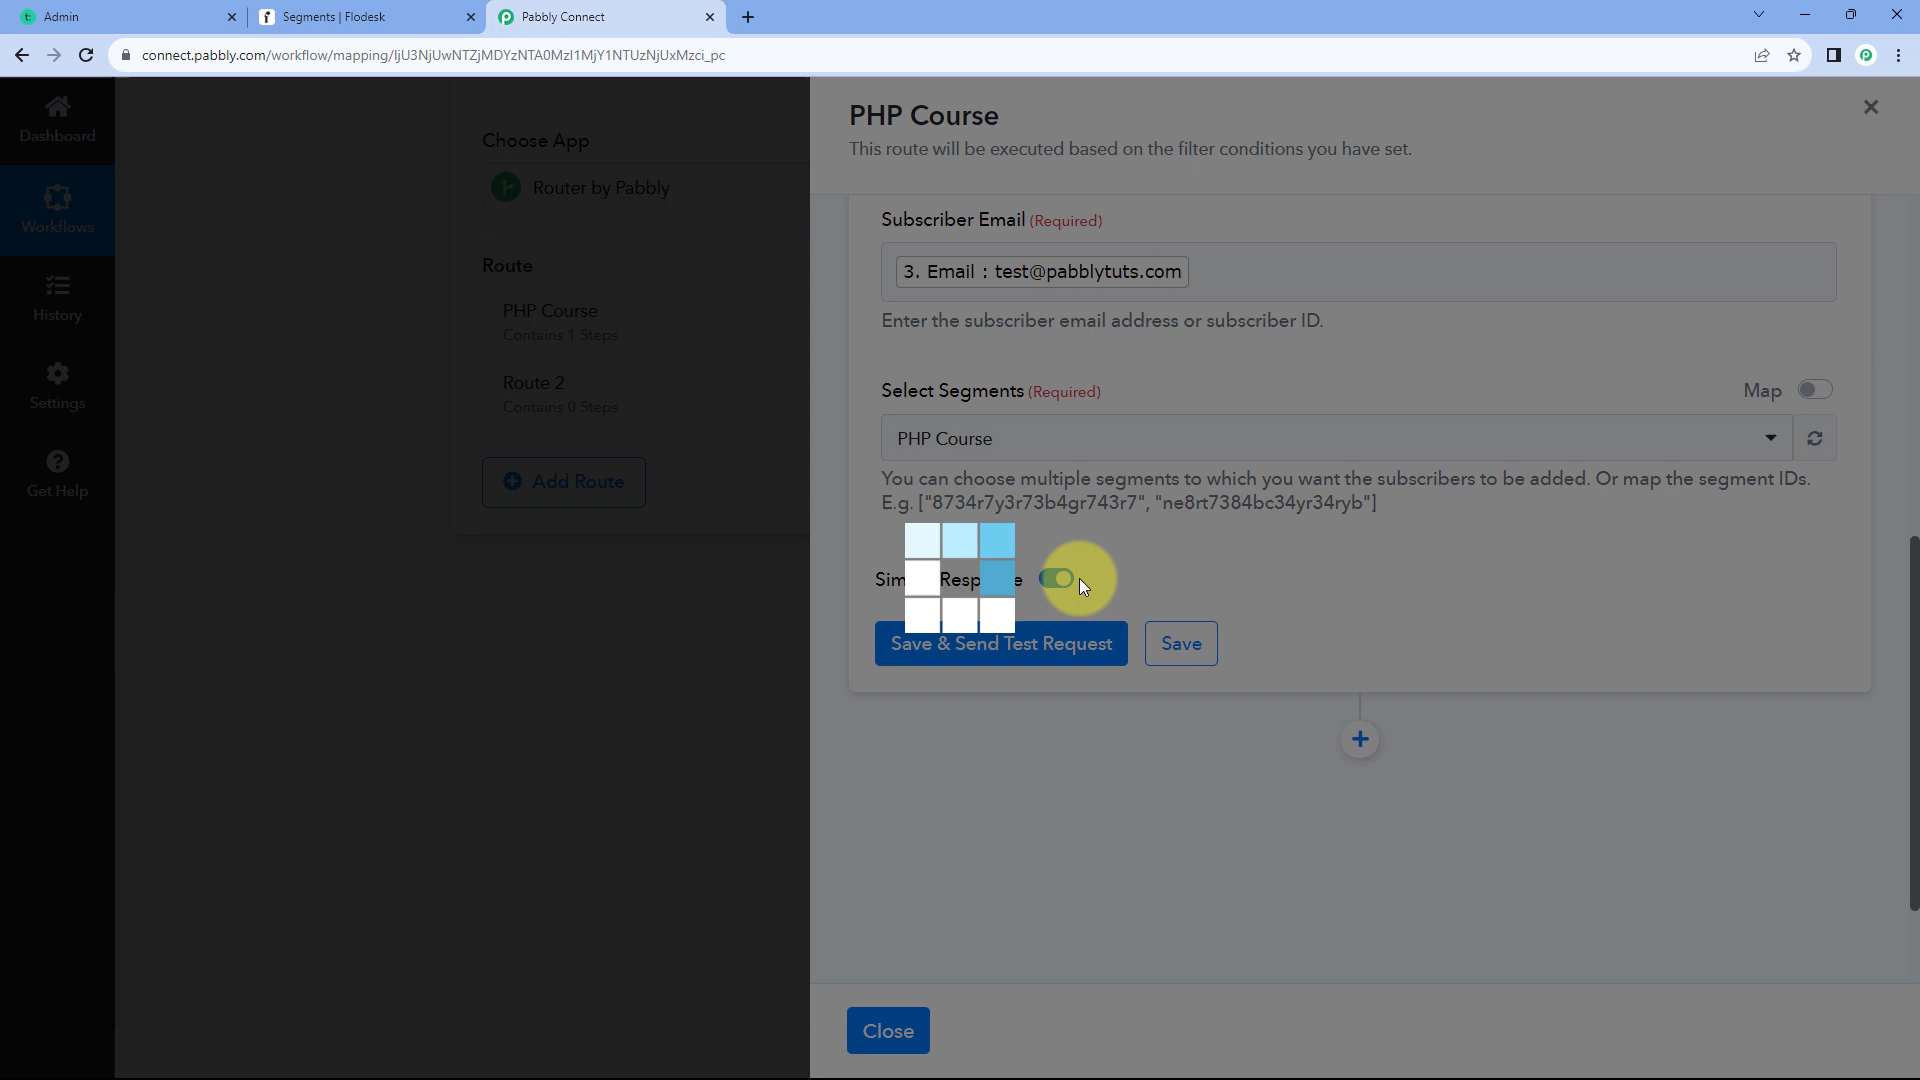 Admin
Segments | Flodesk
Pabbly Connect
connect.pabbly.com/workflow/mapping/IjU3NjUwNTZjMDYzNTA0MzI1MjY1NTUzNjUxMzci_pc
Dashboard
Workflows
History
Settings
Get Help
Choose App
Router by Pabbly
Route
PHP Course
Contains 1 Steps
Route 2
Contains 0 Steps
Add Route
PHP Course
This route will be executed based on the filter conditions you have set.
Subscriber Email (Required)
3. Email : test@pabblytuts.com
Enter the subscriber email address or subscriber ID.
Select Segments (Required)
Map
PHP Course
You can choose multiple segments to which you want the subscribers to be added. Or map the segment IDs.
E.g. ["8734r7y3r73b4gr743r7", "ne8rt7384bc34yr34ryb"]
Save & Send Test Request
Save
Close